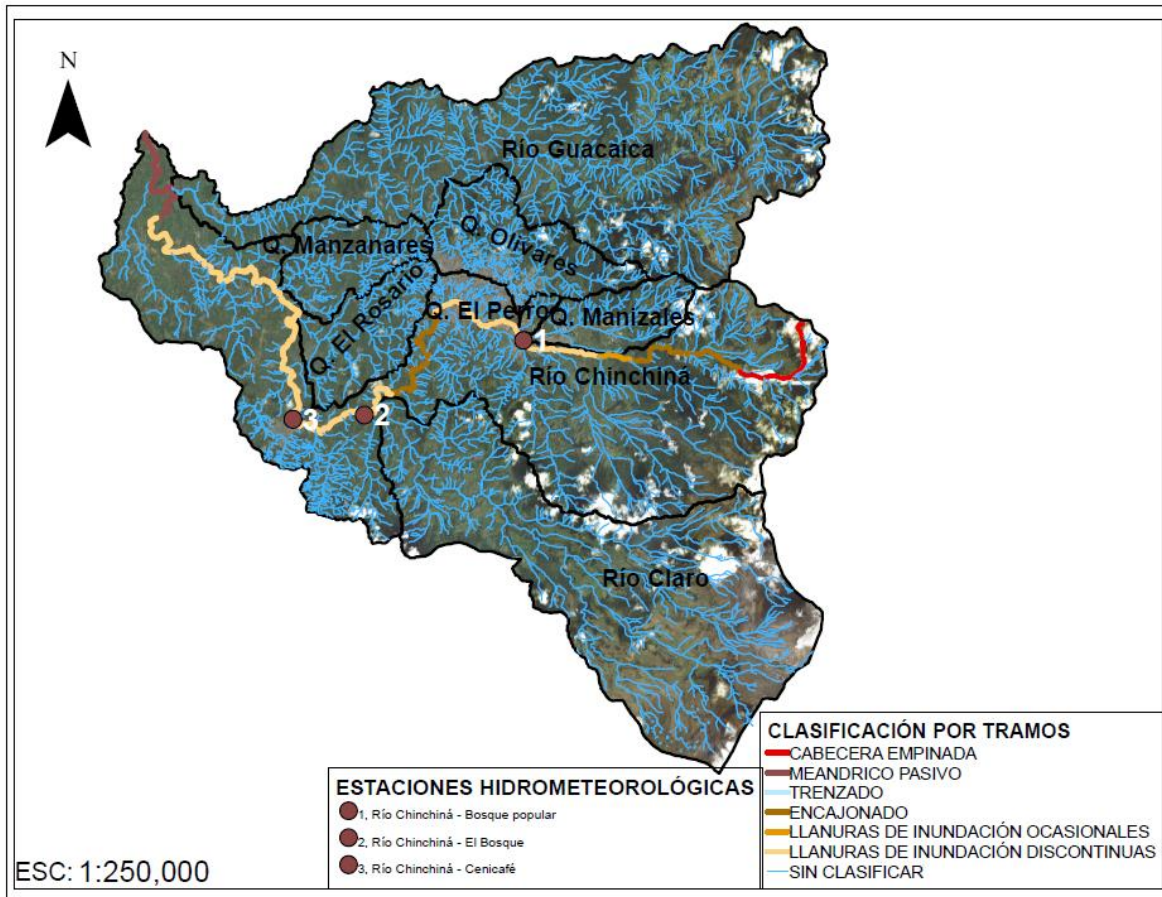 N
Río Guacaica
Q. Olivares
Q. Manzanares
Q. El Rosario
Q. El Perro
Q. Manizales
1
Río Chinchiná
3
2
Río Claro
CLASIFICACIÓN POR TRAMOS
CABECERA EMPINADA
MEANDRICO PASIVO
TRENZADO
ENCAJONADO
LLANURAS DE INUNDACIÓN OCASIONALES
LLANURAS DE INUNDACIÓN DISCONTINUAS
SIN CLASIFICAR
ESTACIONES HIDROMETEOROLÓGICAS
1, Río Chinchiná - Bosque popular
2, Río Chinchiná - El Bosque
3, Río Chinchiná - Cenicafé
ESC: 1:250,000